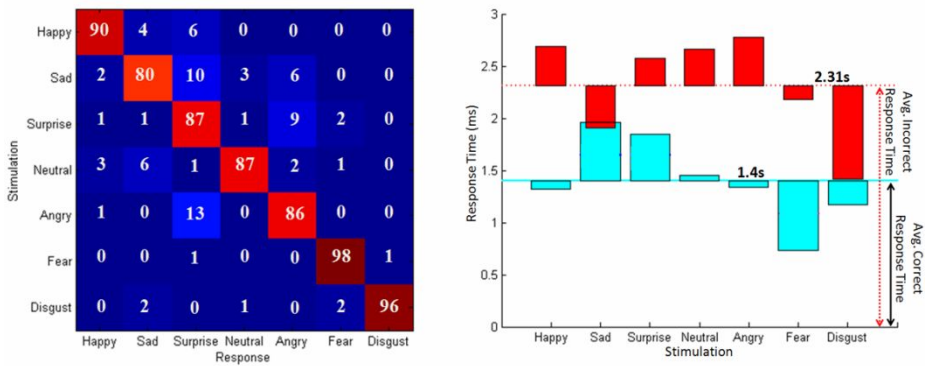 Happy 90 4 6 0 0 0 0
Sad 2 80 10 3 6 0 0
Surprise 1 1 87 1 9 2 0
Neutral 3 6 1 87 2 1 0
Angry 1 0 13 0 86 0 0
Fear 0 0 1 0 0 98 1
Disgust 0 2 0 1 0 2 96
Happy Sad Surprise Neutral Angry Fear Disgust
Response
Stimulation
3
2.5
2
1.5
1
0.5
0
Response Time (ms)
2.31s
1.4s
Happy Sad Surprise Neutral Angry Fear Disgust
Stimulation
Avg. Incorrect
Response Time
Avg. Correct
Response Time